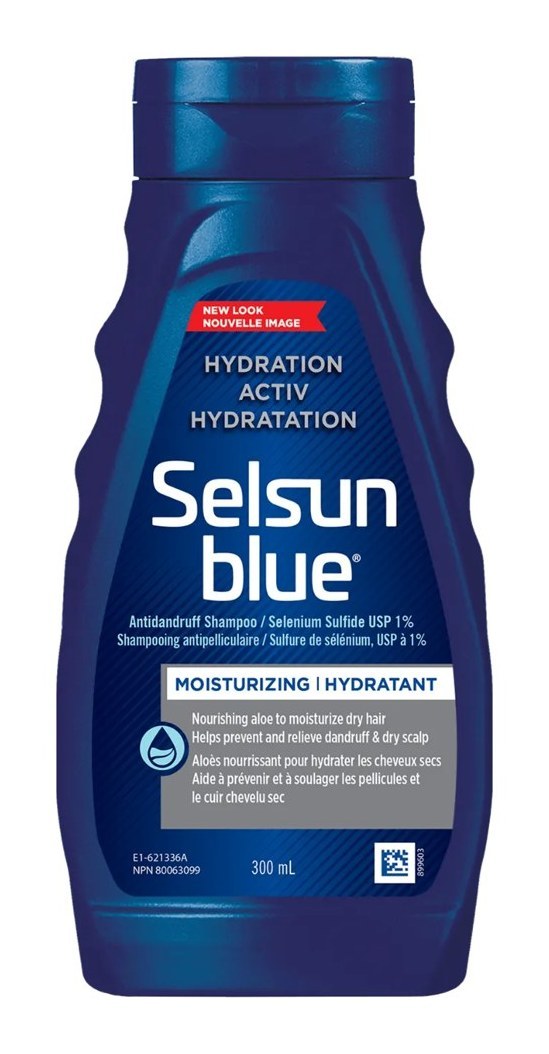 NEW LOOK
NOUVELLE IMAGE
HYDRATION
ACTIV
HYDRATATION
Selsun
blue®
Antidandruff Shampoo / Selenium Sulfide USP 1%
Shampooing antipelliculaire / Sulfure de sélénium, USP à 1%
MOISTURIZING | HYDRATANT
Nourishing aloe to moisturize dry hair
Helps prevent and relieve dandruff & dry scalp
Aloès nourrissant pour hydrater les cheveux secs
Aide à prévenir et à soulager les pellicules et
le cuir chevelu sec
E1-621336A
NPN 80063099
300 mL
899603